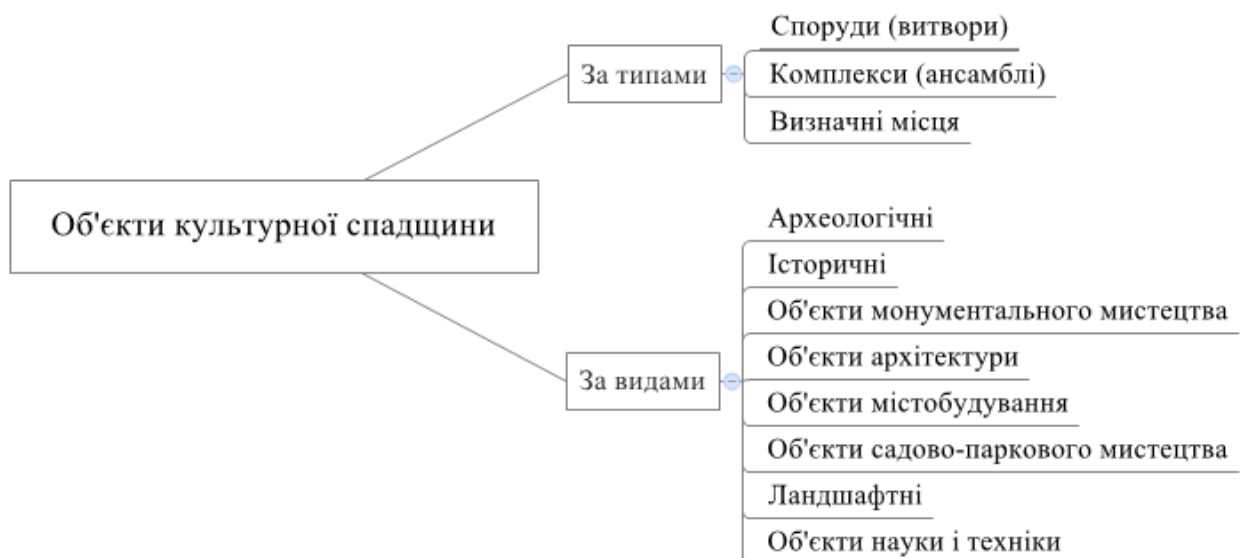 Об'єкти культурної спадщини
За типами
Споруди (витвори)
Комплекси (ансамблі)
Визначні місця
За видами
Археологічні
Історичні
Об'єкти монументального мистецтва
Об'єкти архітектури
Об'єкти містобудування
Об'єкти садово-паркового мистецтва
Ландшафтні
Об'єкти науки і техніки